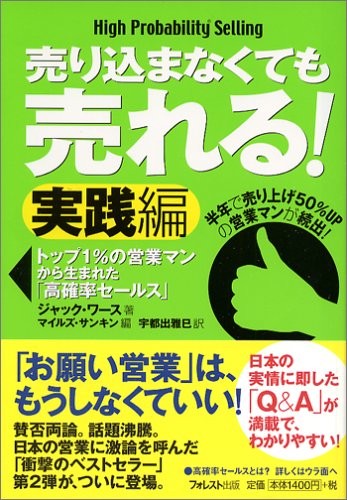 High Probability Selling
売り込まなくても
売れる!
実践編
半年で売り上げ50%UP
の営業マンが続出!
トップ1%の営業マン
から生まれた
「高確率セールス」
ジャック・ワース 著
マイルズ・サンキン 編 宇都出雅巳 訳
「お願い営業」は、
もうしなくていい!
賛否両論。話題沸騰。
日本の営業に激論を呼んだ
「衝撃のベストセラー」
第2弾が、ついに登場。
日本の
実情に即した
「Q&A」が
満載で、
わかりやすい!
●高確率セールスとは? 詳しくはウラ面へ
フォレスト出版 定価 本体1400円+税